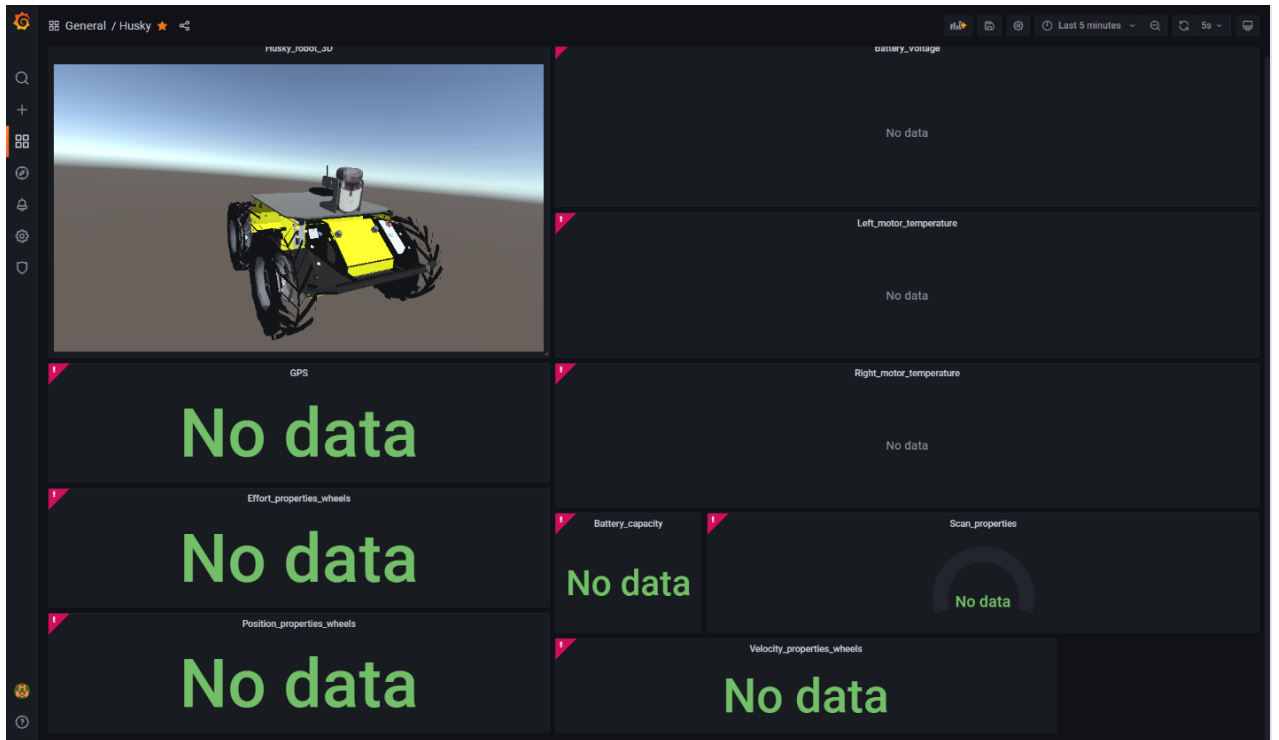 General / Husky
Last 5 minutes
5s
Husky_robot_3D
Battery_Voltage
No data
Left_motor_temperature
No data
GPS
No data
Right_motor_temperature
No data
Effort_properties_wheels
No data
Battery_capacity
No data
Scan_properties
No data
Position_properties_wheels
No data
Velocity_properties_wheels
No data